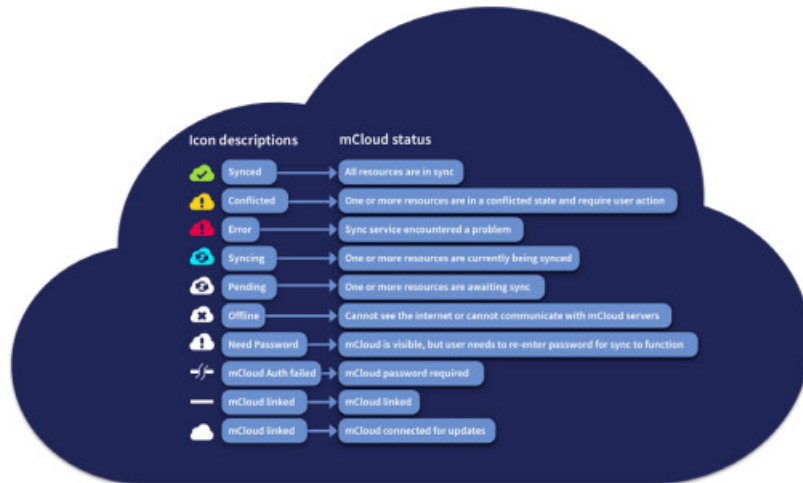 Icon descriptions mCloud status
Synced All resources are in sync
Conflicted One or more resources are in a conflicted state and require user action
Error Sync service encountered a problem
Syncing One or more resources are currently being synced
Pending One or more resources are awaiting sync
Offline Cannot see the internet or cannot communicate with mCloud servers
Need Password mCloud is visible, but user needs to re-enter password for sync to function
mCloud Auth failed mCloud password required
mCloud linked mCloud linked
mCloud linked mCloud connected for updates